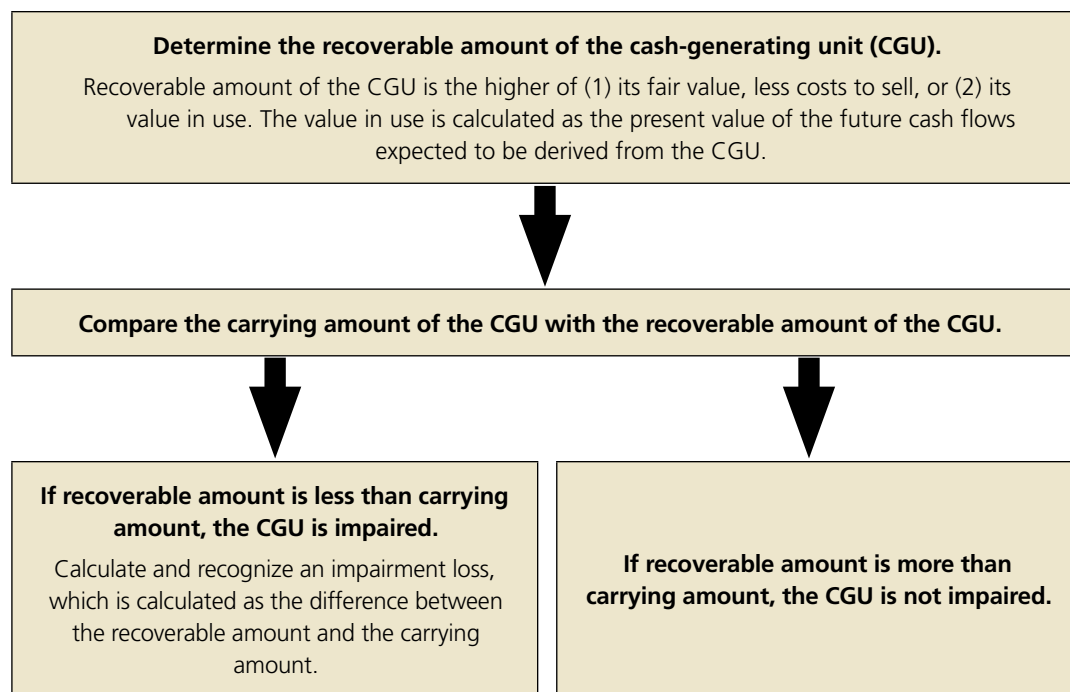 Determine the recoverable amount of the cash-generating unit (CGU).
Recoverable amount of the CGU is the higher of (1) its fair value, less costs to sell, or (2) its
value in use. The value in use is calculated as the present value of the future cash flows
expected to be derived from the CGU.
Compare the carrying amount of the CGU with the recoverable amount of the CGU.
If recoverable amount is less than carrying
amount, the CGU is impaired.
Calculate and recognize an impairment loss,
which is calculated as the difference between
the recoverable amount and the carrying
amount.
If recoverable amount is more than
carrying amount, the CGU is not impaired.